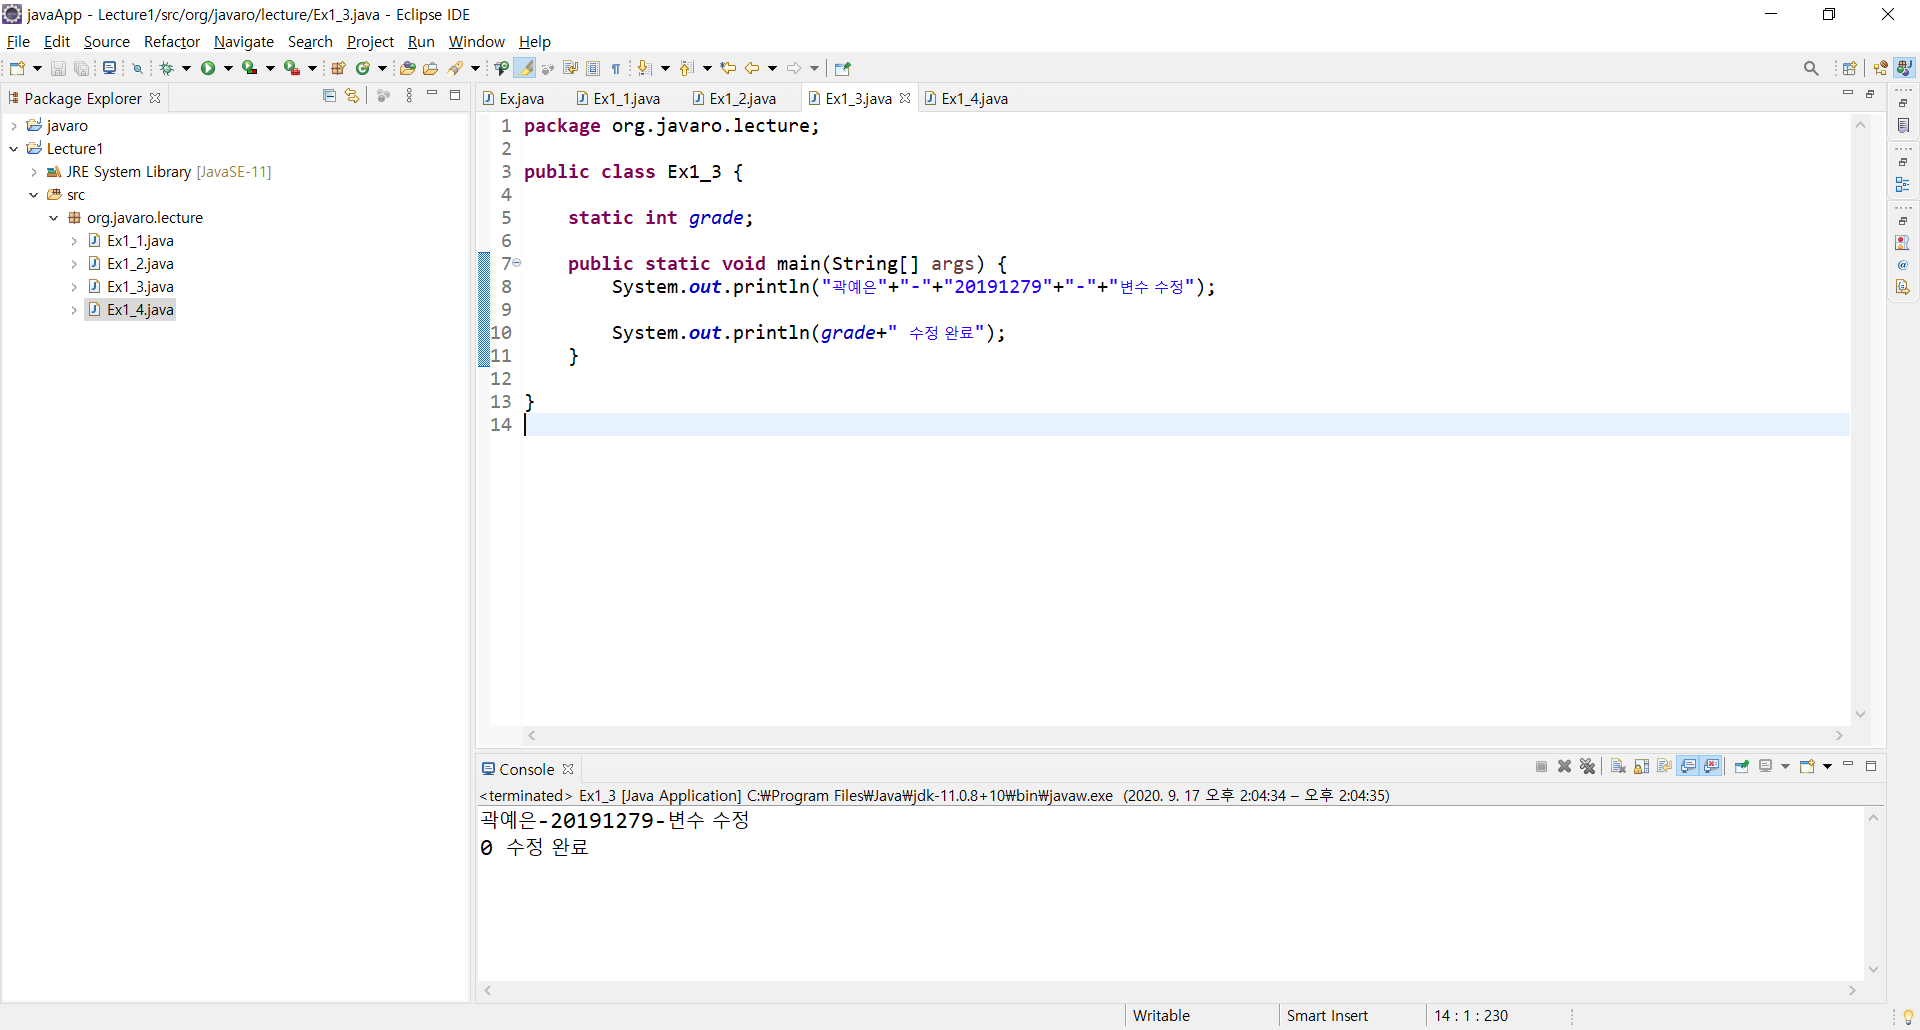 javaApp - Lecture1/src/org/javaro/lecture/Ex1_3.java - Eclipse IDE
File Edit Source Refactor Navigate Search Project Run Window Help
Package Explorer
javaro
Lecture1
JRE System Library [JavaSE-11]
src
org.javaro.lecture
Ex1_1.java
Ex1_2.java
Ex1_3.java
Ex1_4.java
Ex.java Ex1_1.java Ex1_2.java Ex1_3.java Ex1_4.java
1 package org.javaro.lecture;
2
3 public class Ex1_3 {
4
5 static int grade;
6
7 public static void main(String[] args) {
8 System.out.println("곽예은"+"-"+"20191279"+"-"+"변수 수정");
9
10 System.out.println(grade+" 수정 완료");
11 }
12
13 }
14
Console
<terminated> Ex1_3 [Java Application] C:₩Program Files₩Java₩jdk-11.0.8+10₩bin₩javaw.exe (2020. 9. 17 오후 2:04:34 – 오후 2:04:35)
곽예은-20191279-변수 수정
0 수정 완료
Writable Smart Insert 14 : 1 : 230